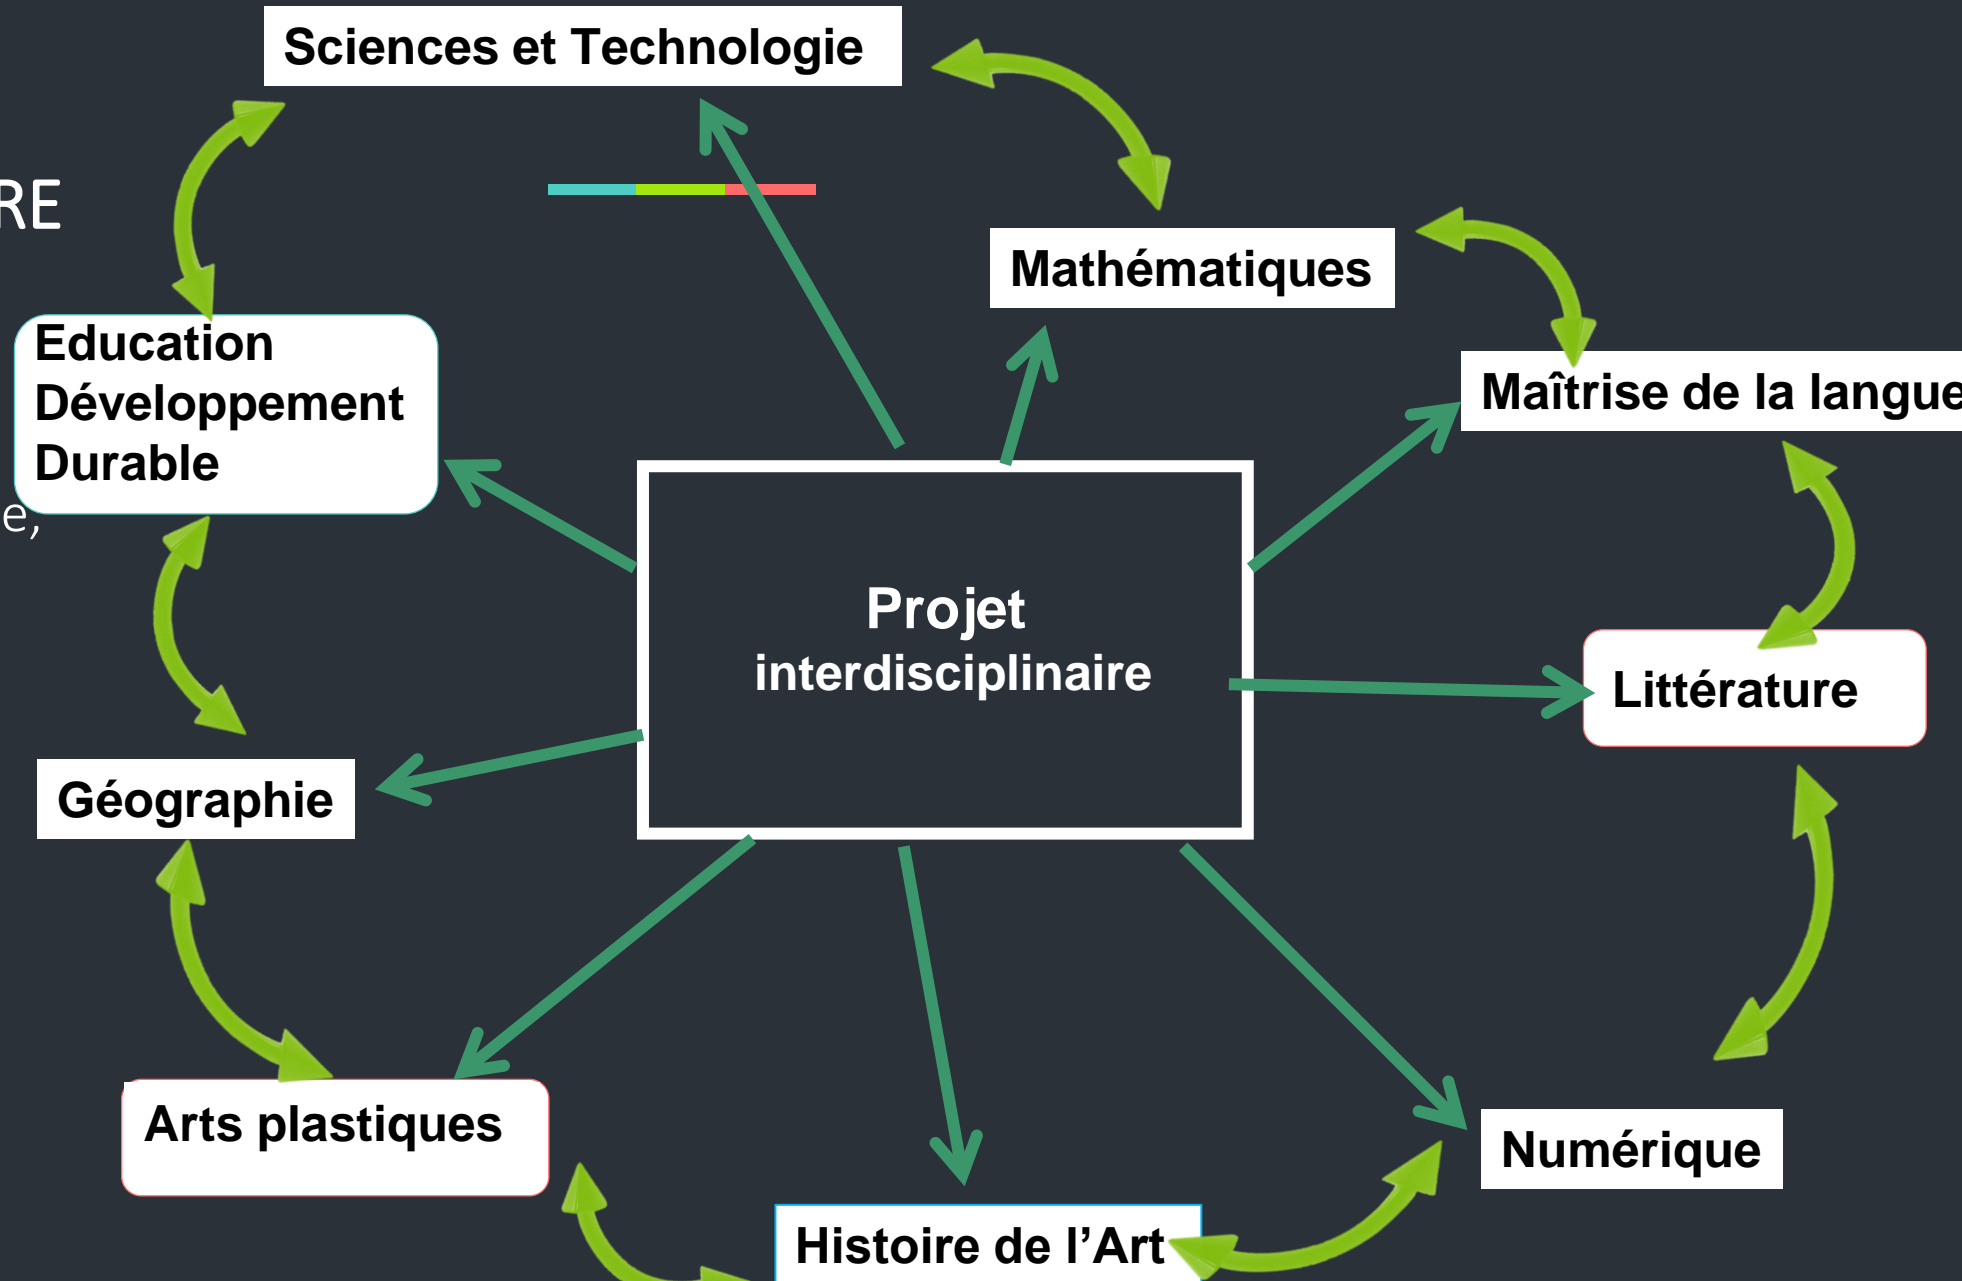 Sciences et Technologie
RE
Mathématiques
Education
Développement
Durable
Maîtrise de la langue
e,
Projet
interdisciplinaire
Littérature
Géographie
Arts plastiques
Numérique
Histoire de l’Art